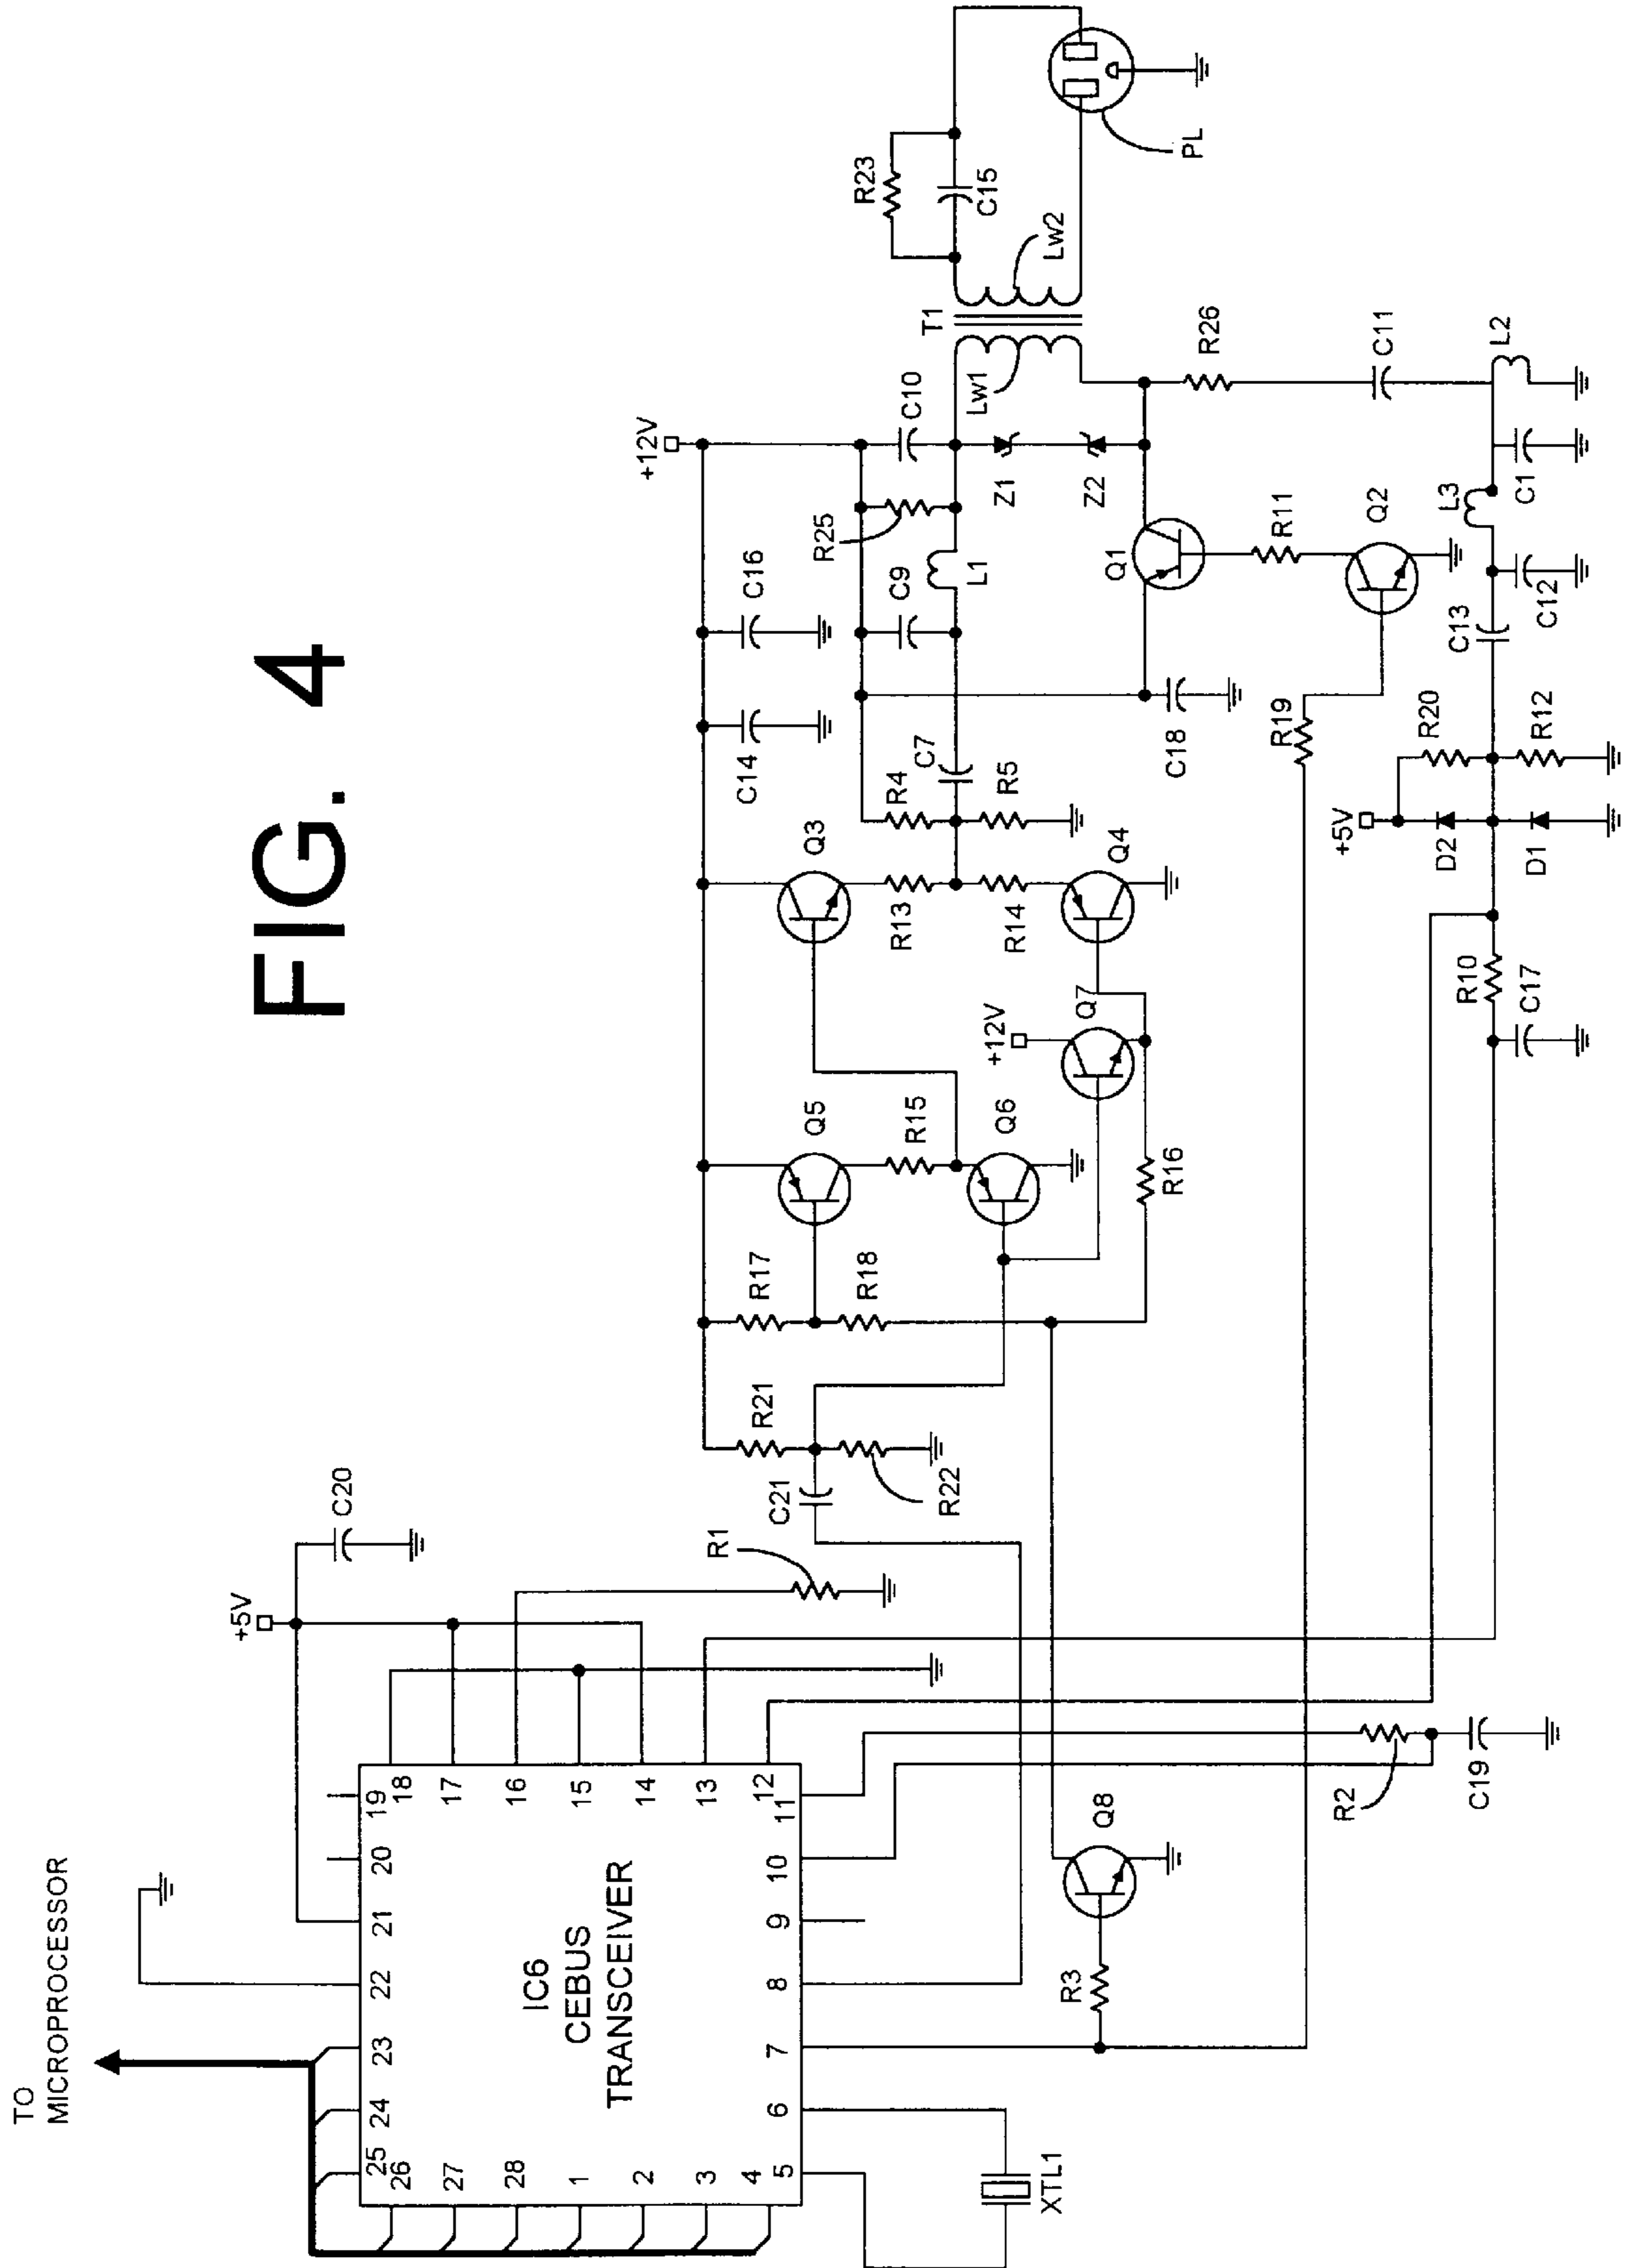 FIG. 4
TO
MICROPROCESSOR
IC6
CEBUS
TRANSCEIVER
25
24
23
22
21
20
19
26
27
28
1
2
3
4
5
6
7
8
9
10
11
18
17
16
15
14
13
12
XTL1
+5V
C20
R1
R3
Q8
R2
C19
C21
R21
R22
R17
R18
Q5
R15
Q6
R16
+12V
Q7
Q3
R13
R14
Q4
R4
R5
C7
C14
C16
+12V
R25
C9
L1
C10
C18
Z1
Z2
Q1
R11
Q2
R19
T1
Lw1
Lw2
R23
C15
PL
R26
C11
L2
C1
L3
C12
C13
R20
R12
+5V
D2
D1
R10
C17